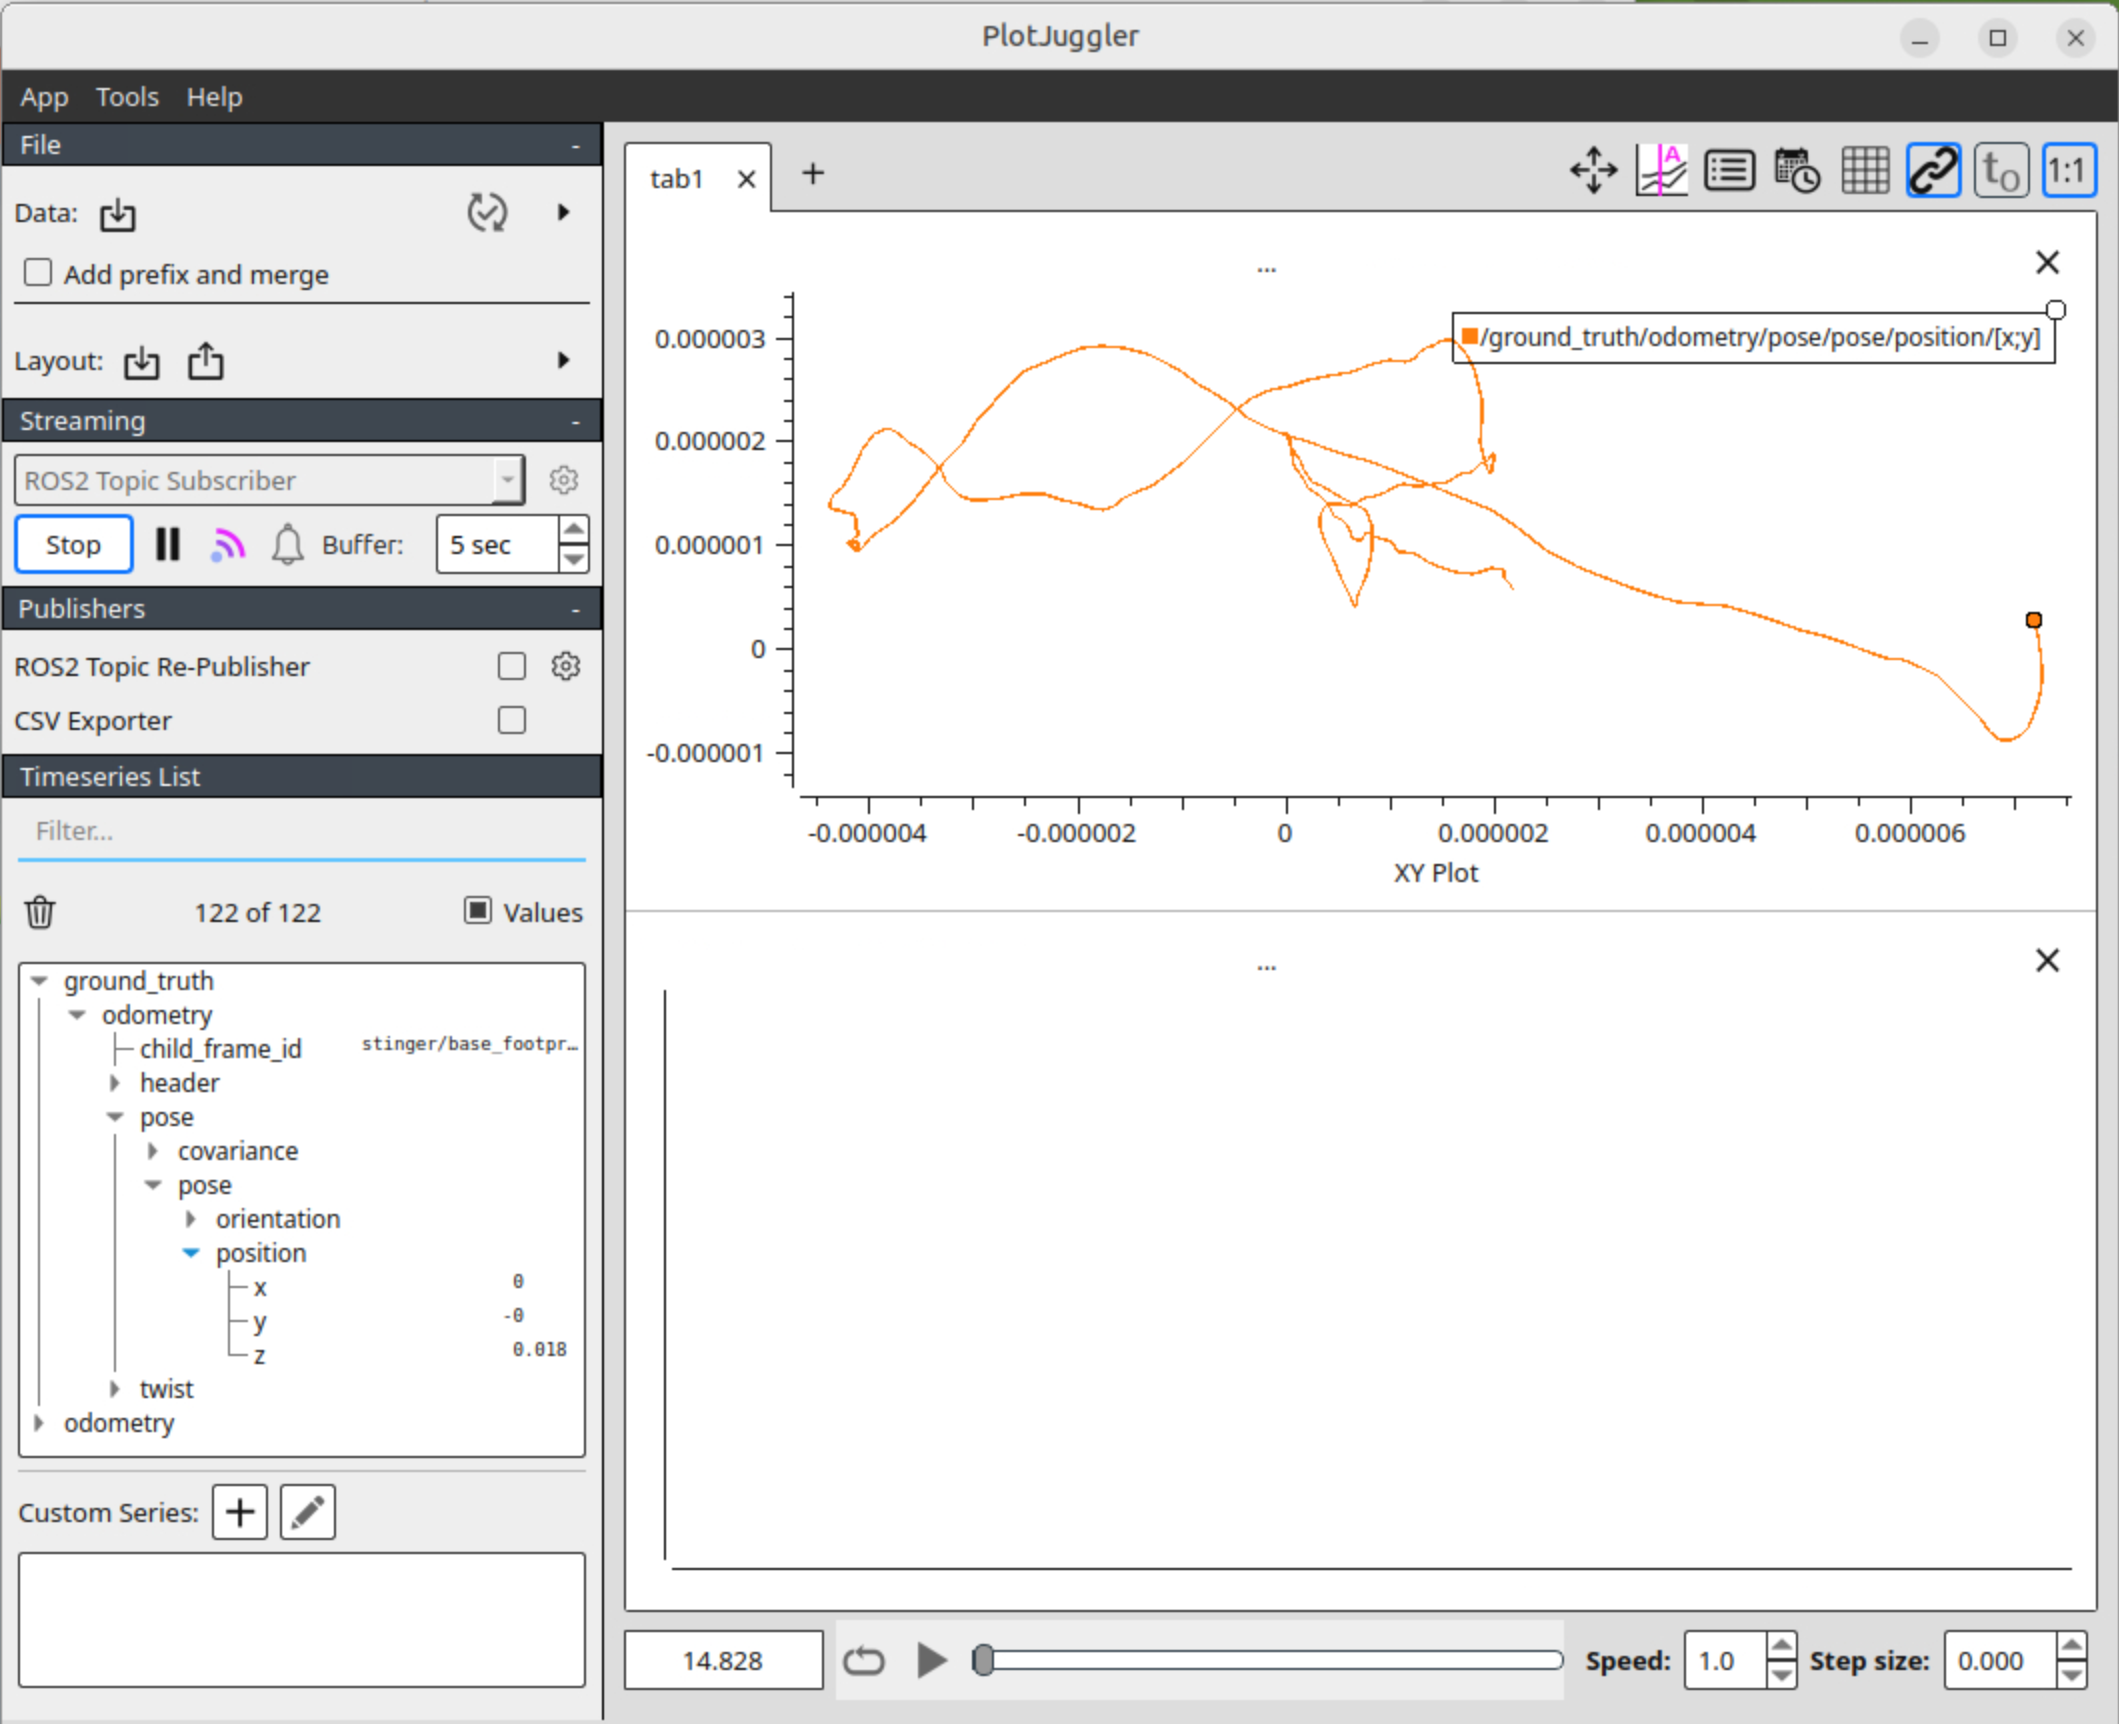 PlotJuggler
App Tools Help
File -
Data:
Add prefix and merge
Layout:
Streaming -
ROS2 Topic Subscriber
Stop Buffer: 5 sec
Publishers -
ROS2 Topic Re-Publisher
CSV Exporter
Timeseries List
Filter...
122 of 122 Values
ground_truth
odometry
child_frame_id stinger/base_footpr…
header
pose
covariance
pose
orientation
position
x 0
y -0
z 0.018
twist
odometry
Custom Series:
tab1
A
t0
1:1
...
/ground_truth/odometry/pose/pose/position/[x;y]
0.000003
0.000002
0.000001
0
-0.000001
-0.000004 -0.000002 0 0.000002 0.000004 0.000006
XY Plot
...
14.828 Speed: 1.0 Step size: 0.000